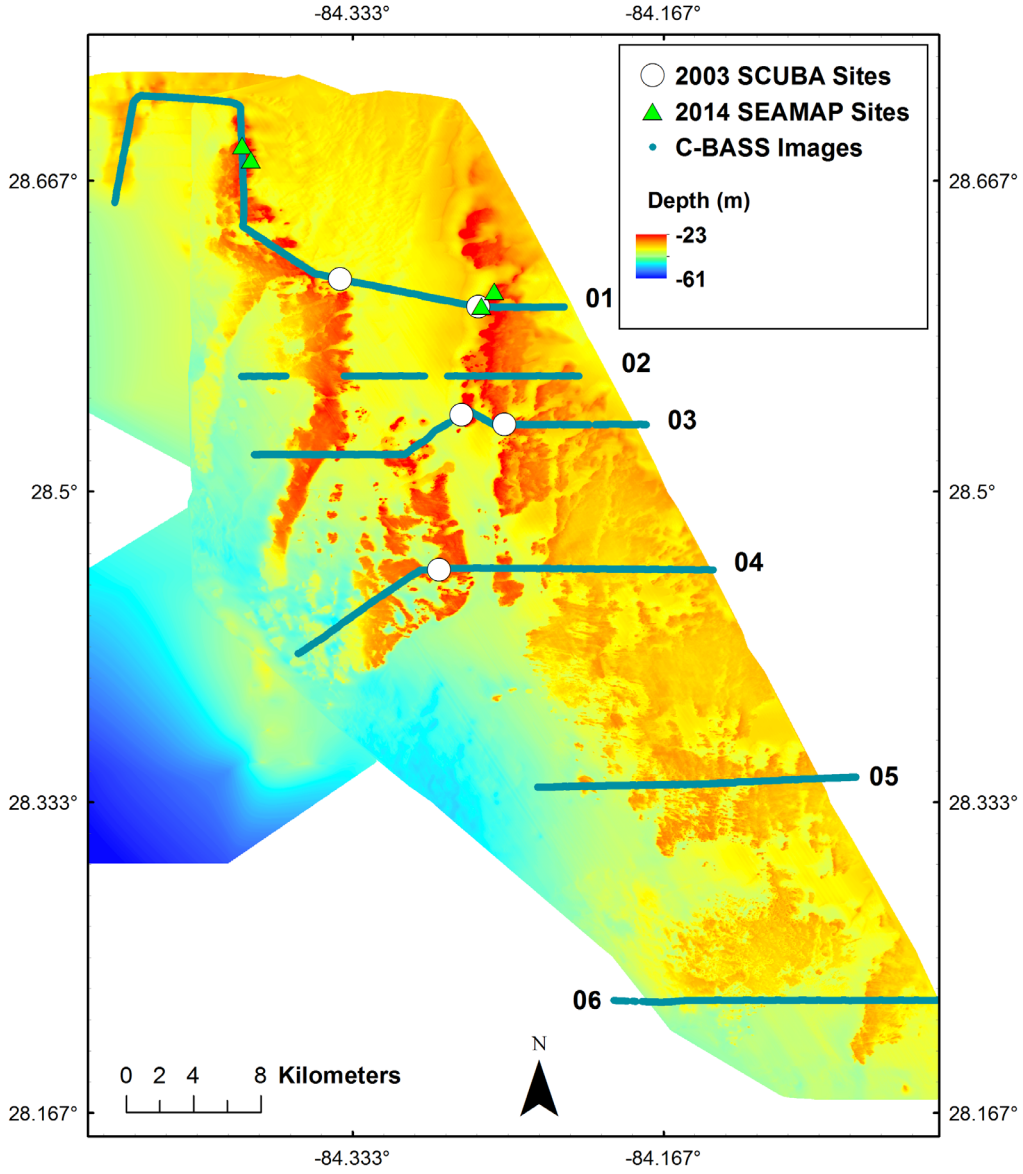 -84.333° -84.167°
2003 SCUBA Sites
2014 SEAMAP Sites
C-BASS Images
28.667° 28.667°
Depth (m)
-23
-61
01
02
03
28.5° 28.5°
04
05
28.333° 28.333°
06
N
0 2 4 8 Kilometers
28.167° 28.167°
-84.333° -84.167°